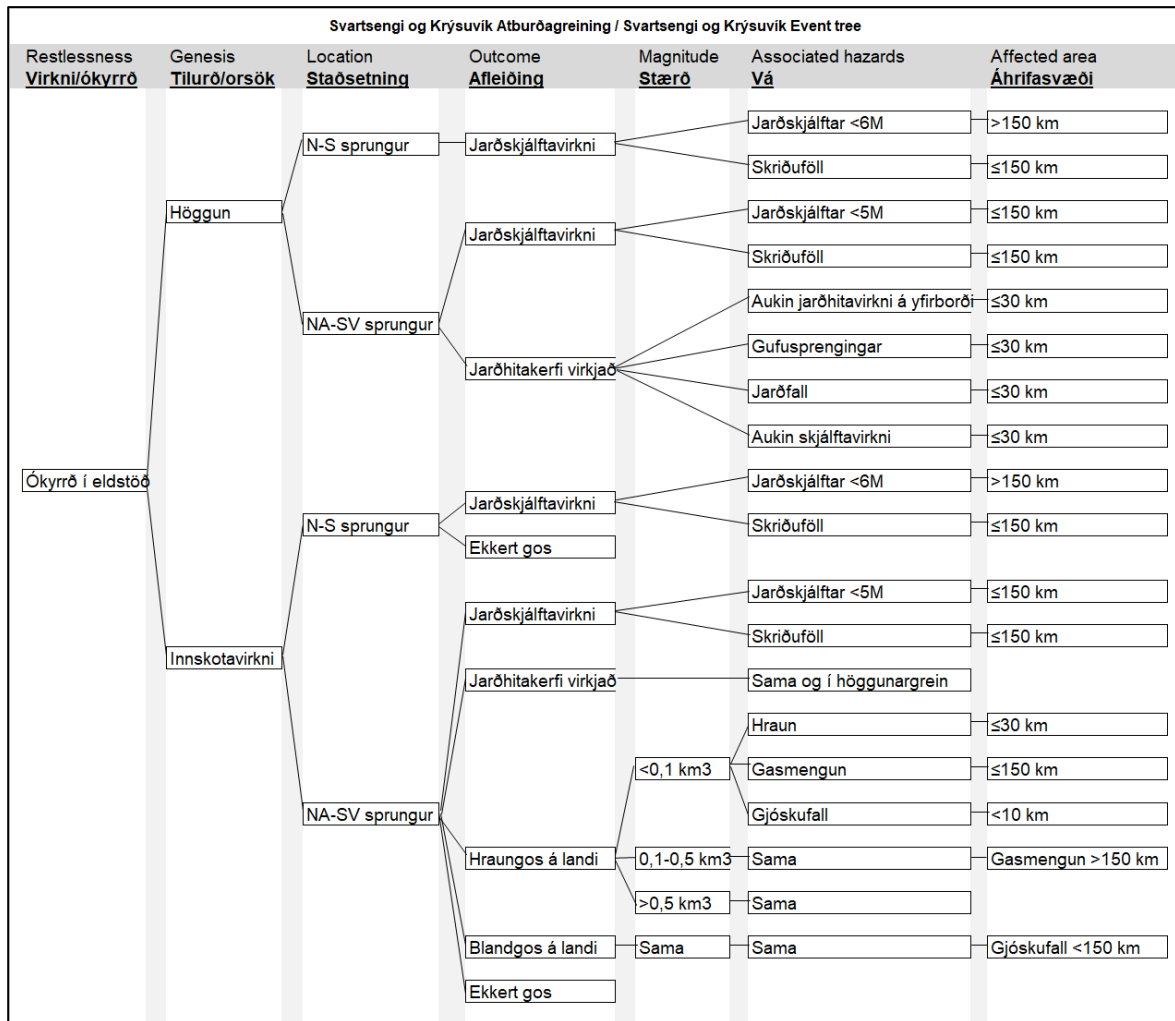 Svartsengi og Krýsuvík Atburðagreining / Svartsengi og Krýsuvík Event tree
Restlessness Genesis Location Outcome Magnitude Associated hazards Affected area
Virkni/ókyrrð Tilurð/orsök Staðsetning Afleiðing Stærð Vá Áhrifasvæði
Jarðskjálftar <6M >150 km
N-S sprungur Jarðskjálftavirkni
Skriðuföll ≤150 km
Höggun Jarðskjálftar <5M ≤150 km
Jarðskjálftavirkni
Skriðuföll ≤150 km
Aukin jarðhitavirkni á yfirborði ≤30 km
NA-SV sprungur
Gufusprengingar ≤30 km
Jarðhitakerfi virkjað
Jarðfall ≤30 km
Aukin skjálftavirkni ≤30 km
Ókyrrð í eldstöð Jarðskjálftar <6M >150 km
Jarðskjálftavirkni
N-S sprungur Skriðuföll ≤150 km
Ekkert gos
Jarðskjálftar <5M ≤150 km
Jarðskjálftavirkni
Skriðuföll ≤150 km
Innskotavirkni
Jarðhitakerfi virkjað Sama og í höggunargrein
Hraun ≤30 km
<0,1 km3 Gasmengun ≤150 km
NA-SV sprungur Gjóskufall <10 km
Hraungos á landi 0,1-0,5 km3 Sama Gasmengun >150 km
>0,5 km3 Sama
Blandgos á landi Sama Sama Gjóskufall <150 km
Ekkert gos